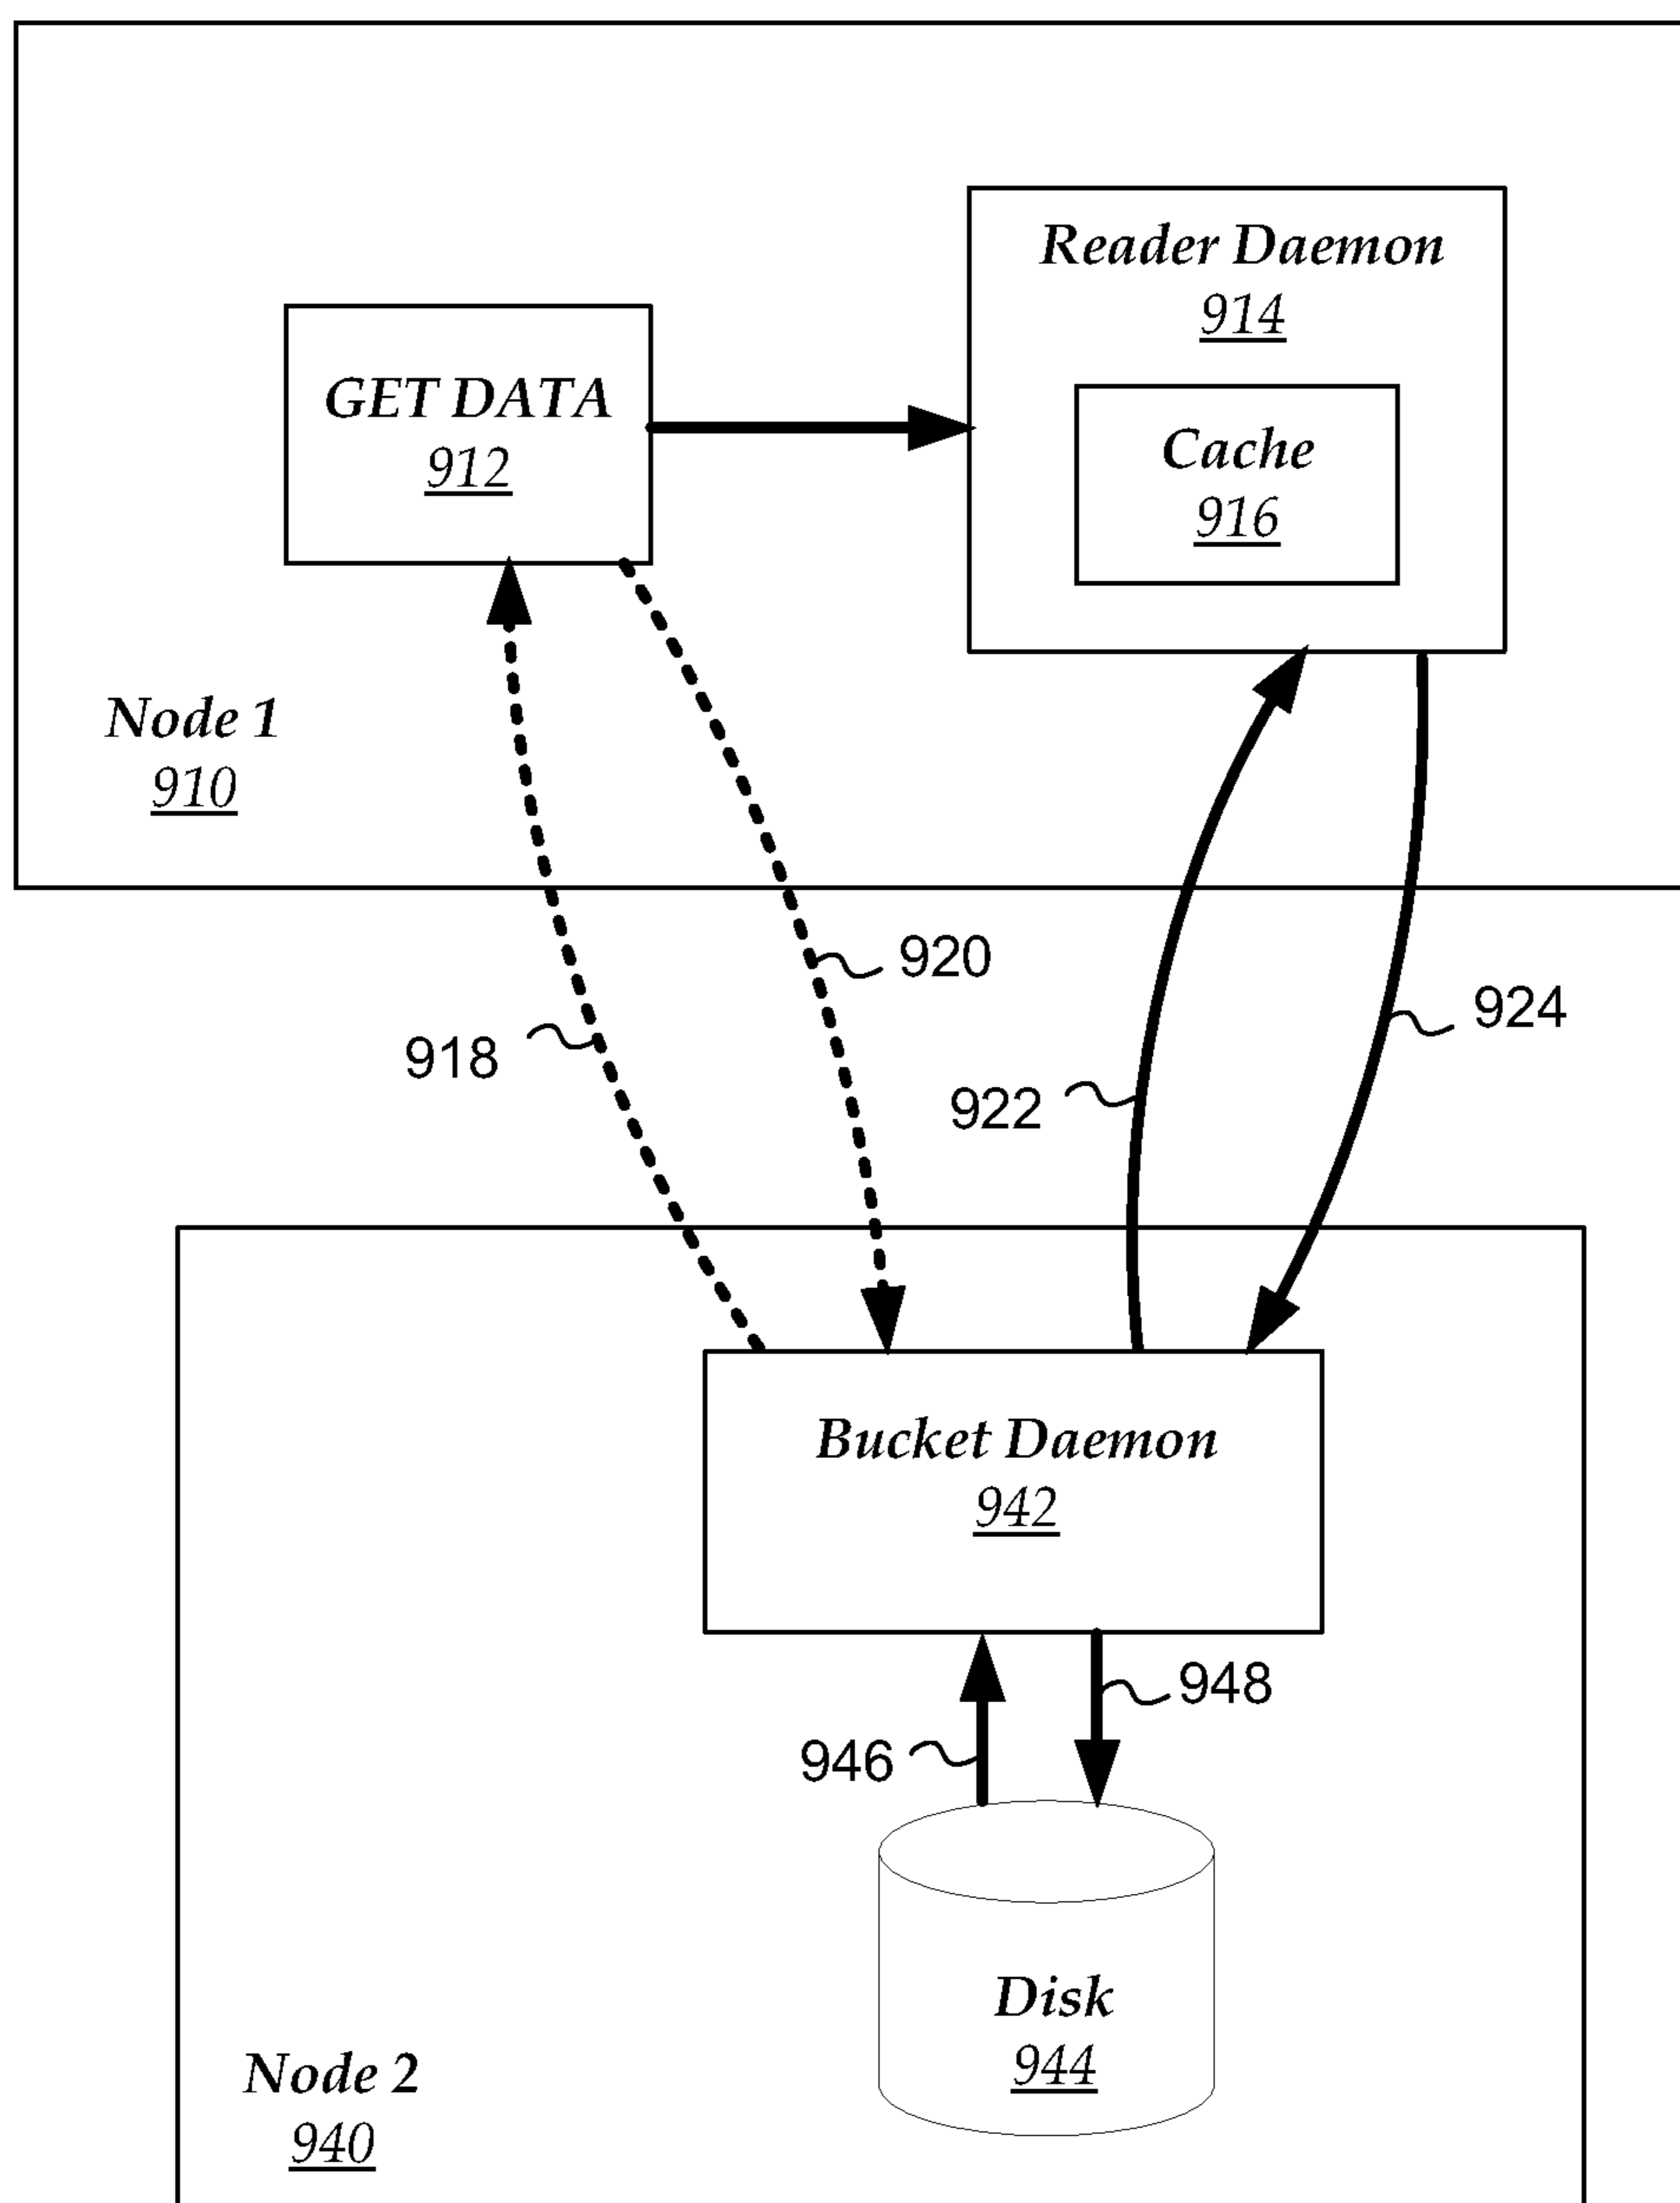 Reader Daemon
914
GET DATA
912
Cache
916
Node 1
910
920
918
924
922
Bucket Daemon
942
948
946
Disk
944
Node 2
940